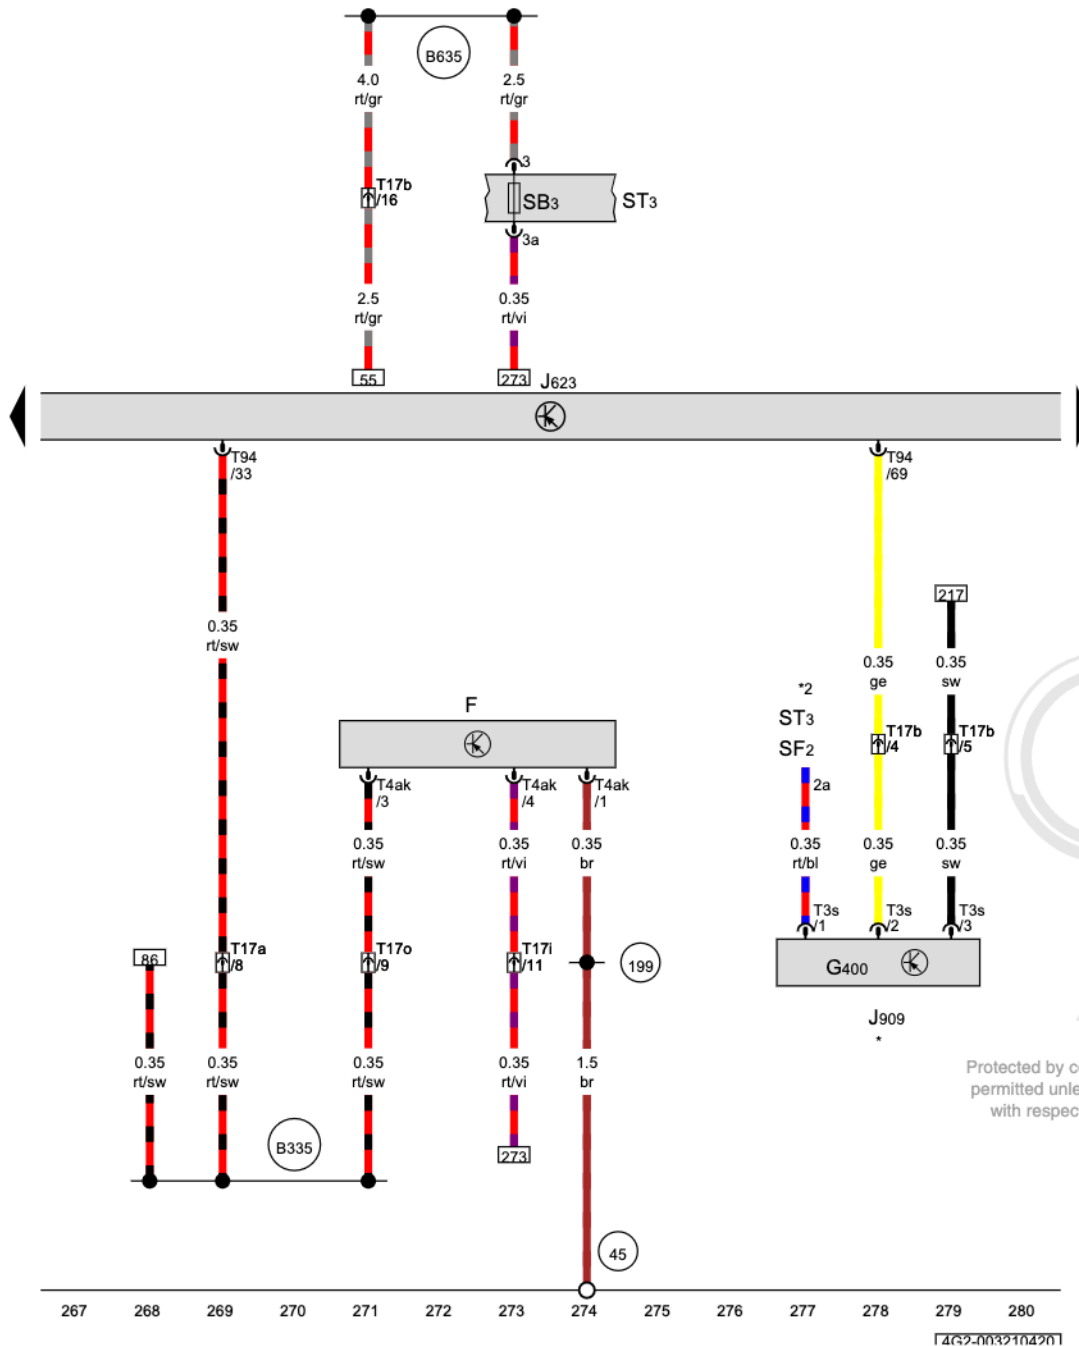 B635
4.0
rt/gr
2.5
rt/gr
3
T17b
/16
SB3
ST3
3a
2.5
rt/gr
0.35
rt/vi
55
273
J623
T94
/33
T94
/69
217
0.35
rt/sw
0.35
ge
0.35
sw
*2
ST3
SF2
F
T17b
/4
T17b
/5
2a
T4ak
/3
T4ak
/4
T4ak
/1
0.35
rt/sw
0.35
rt/vi
0.35
br
0.35
rt/bl
0.35
ge
0.35
sw
T3s
/1
T3s
/2
T3s
/3
86
T17a
/8
T17o
/9
T17i
/11
199
G400
J909
*
0.35
rt/sw
0.35
rt/sw
0.35
rt/sw
0.35
rt/vi
1.5
br
Protected by c
permitted unle
with respec
B335
273
45
267 268 269 270 271 272 273 274 275 276 277 278 279 280
4G2-003210420